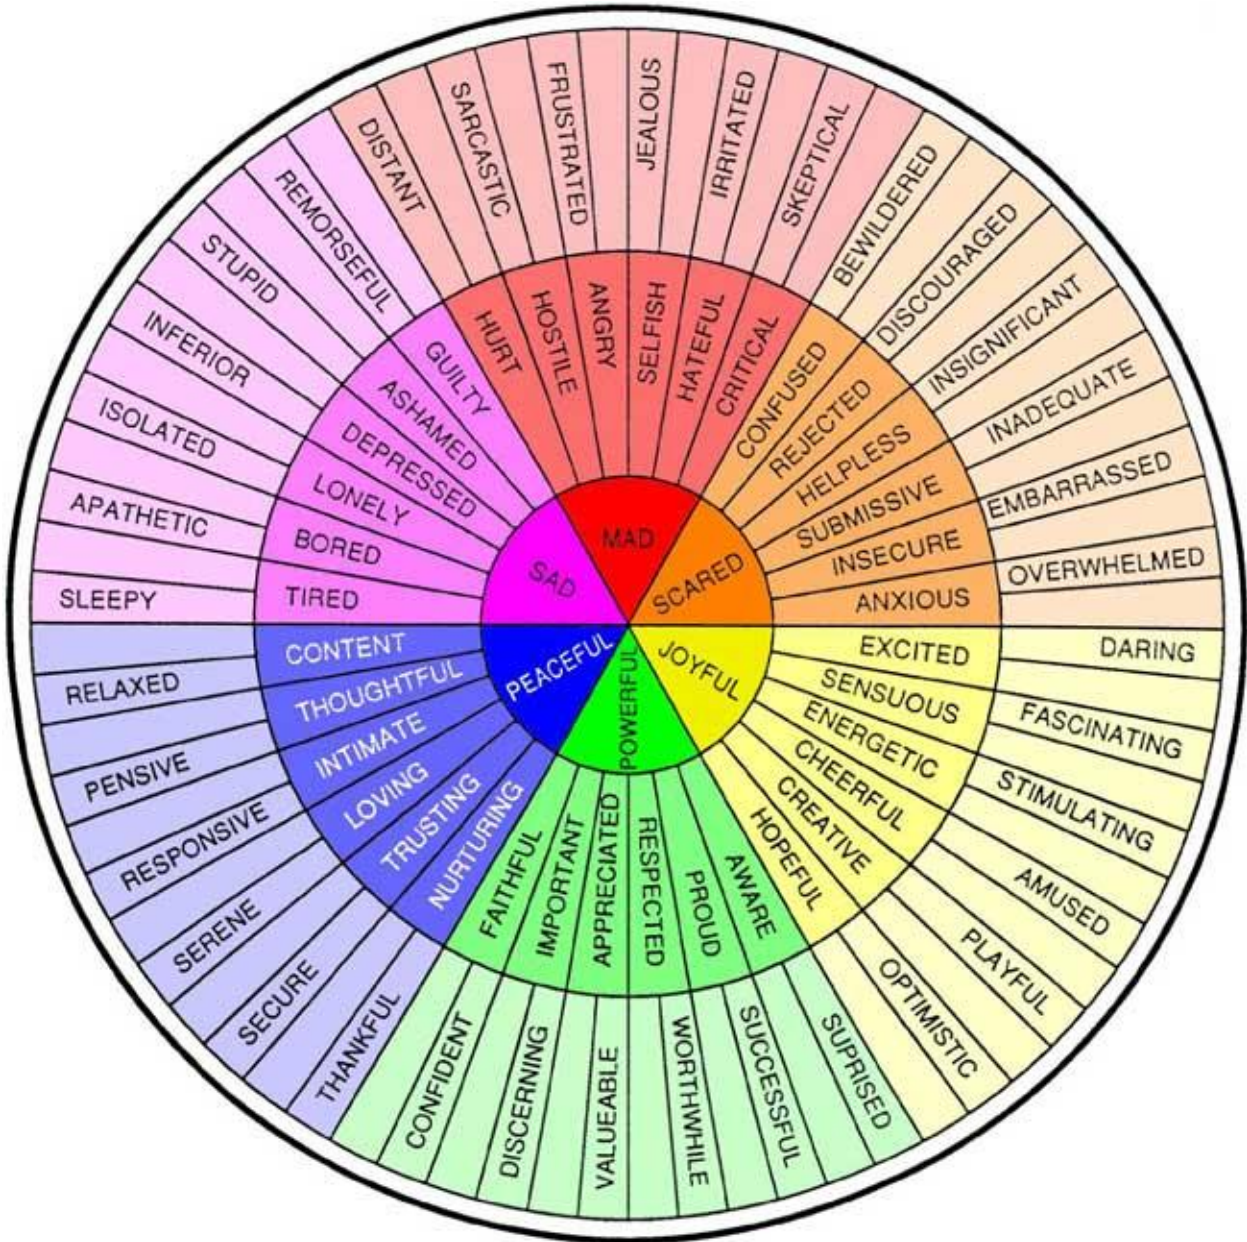 MAD
SCARED
JOYFUL
POWERFUL
PEACEFUL
SAD
HURT
HOSTILE
ANGRY
SELFISH
HATEFUL
CRITICAL
CONFUSED
REJECTED
HELPLESS
SUBMISSIVE
INSECURE
ANXIOUS
EXCITED
SENSUOUS
ENERGETIC
CHEERFUL
CREATIVE
HOPEFUL
AWARE
PROUD
RESPECTED
APPRECIATED
IMPORTANT
FAITHFUL
NURTURING
TRUSTING
LOVING
INTIMATE
THOUGHTFUL
CONTENT
TIRED
BORED
LONELY
DEPRESSED
ASHAMED
GUILTY
DISTANT
SARCASTIC
FRUSTRATED
JEALOUS
IRRITATED
SKEPTICAL
BEWILDERED
DISCOURAGED
INSIGNIFICANT
INADEQUATE
EMBARRASSED
OVERWHELMED
DARING
FASCINATING
STIMULATING
AMUSED
PLAYFUL
OPTIMISTIC
SUPRISED
SUCCESSFUL
WORTHWHILE
VALUEABLE
DISCERNING
CONFIDENT
THANKFUL
SECURE
SERENE
RESPONSIVE
PENSIVE
RELAXED
SLEEPY
APATHETIC
ISOLATED
INFERIOR
STUPID
REMORSEFUL